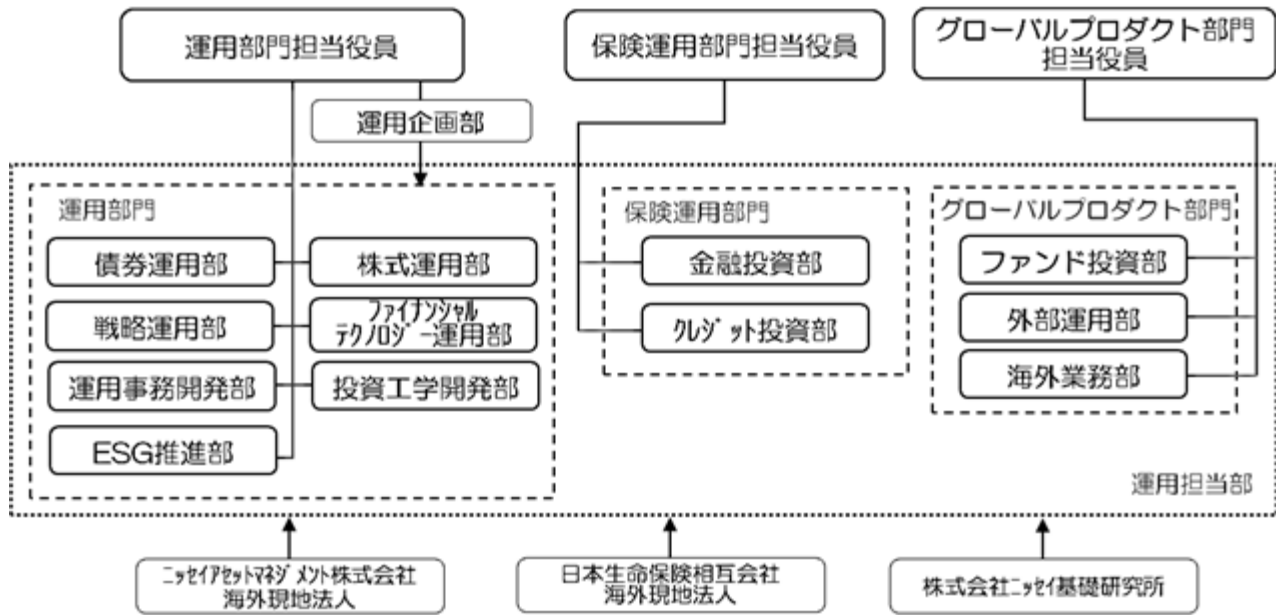 運用部門担当役員
保険運用部門担当役員
グローバルプロダクト部門
担当役員
運用企画部
運用部門
債券運用部
株式運用部
戦略運用部
ファイナンシャル
テクノロジー運用部
運用事務開発部
投資工学開発部
ESG推進部
保険運用部門
金融投資部
クレジット投資部
グローバルプロダクト部門
ファンド投資部
外部運用部
海外業務部
運用担当部
ニッセイアセットマネジメント株式会社
海外現地法人
日本生命保険相互会社
海外現地法人
株式会社ニッセイ基礎研究所